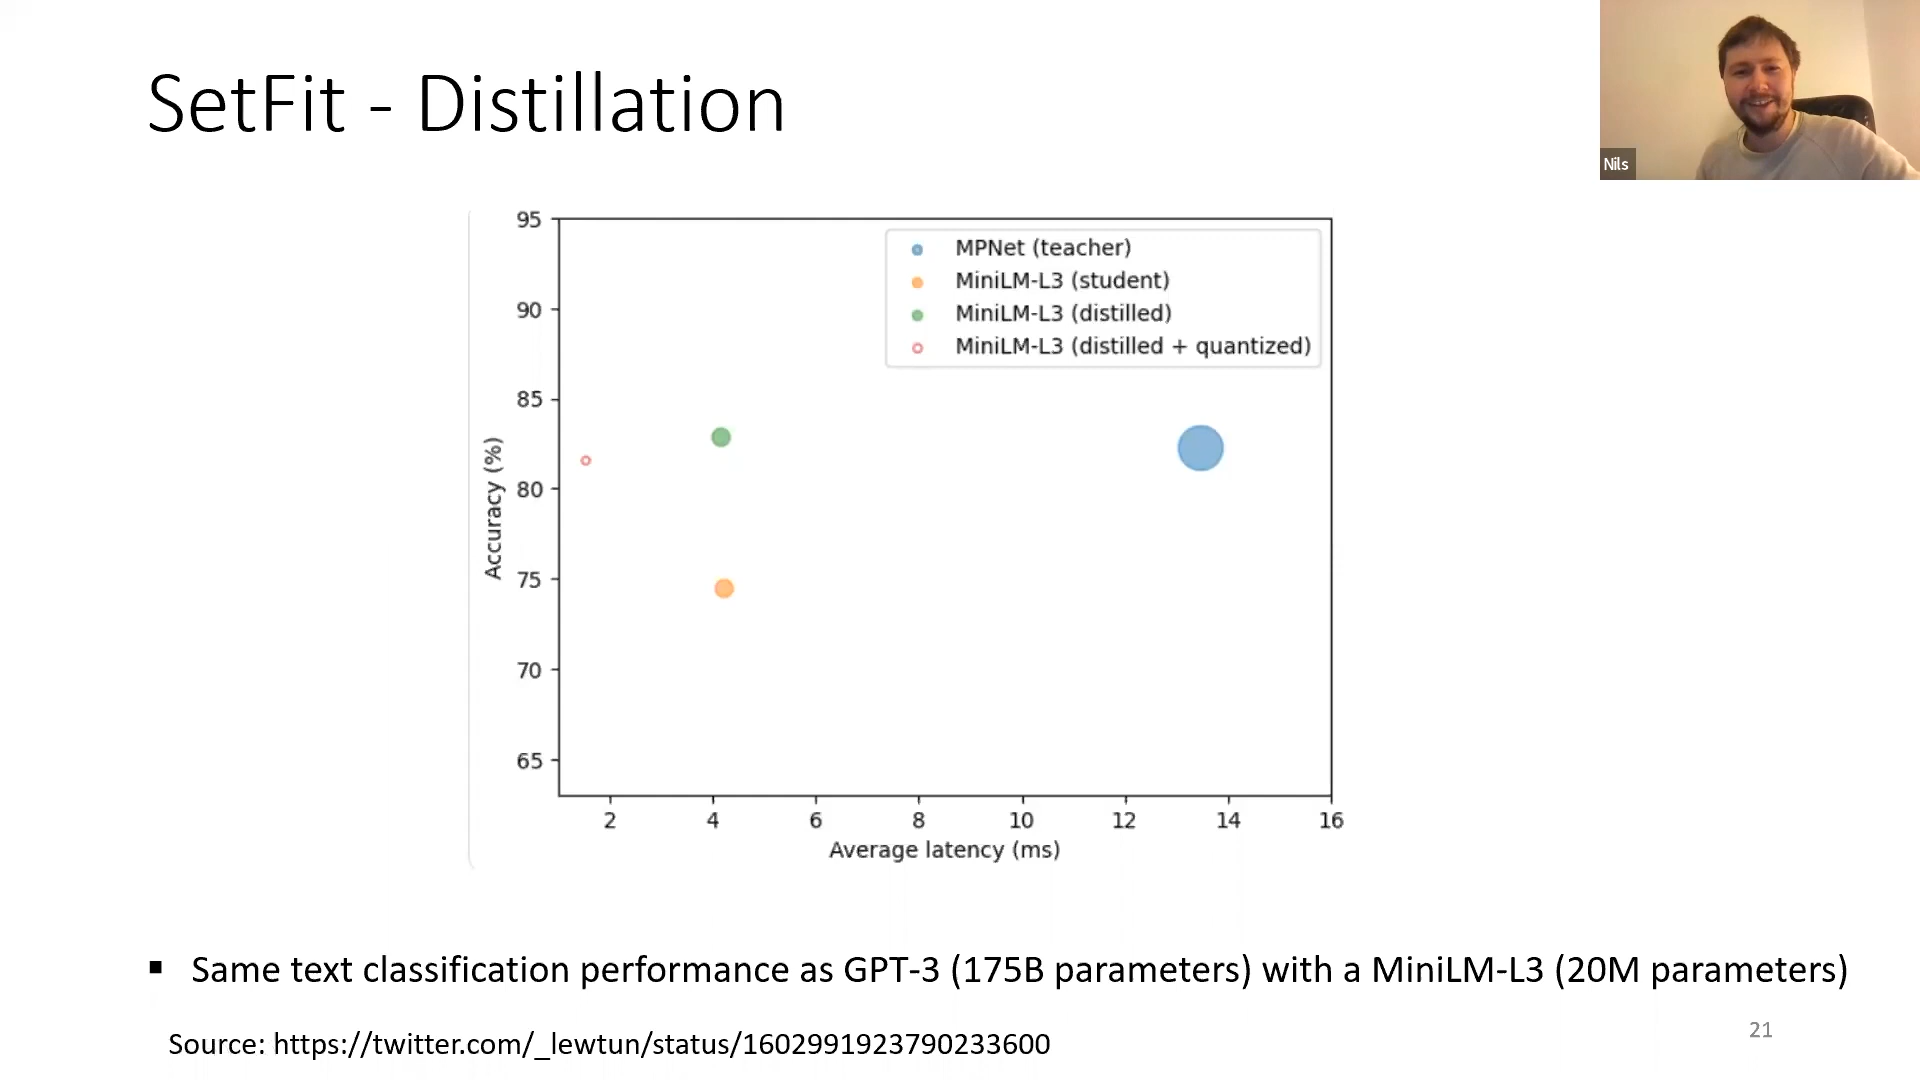 SetFit - Distillation
Nils
95
90
85
80
75
70
65
Accuracy (%)
MPNet (teacher)
MiniLM-L3 (student)
MiniLM-L3 (distilled)
MiniLM-L3 (distilled + quantized)
2 4 6 8 10 12 14 16
Average latency (ms)
▪ Same text classification performance as GPT-3 (175B parameters) with a MiniLM-L3 (20M parameters)
Source: https://twitter.com/_lewtun/status/1602991923790233600
21